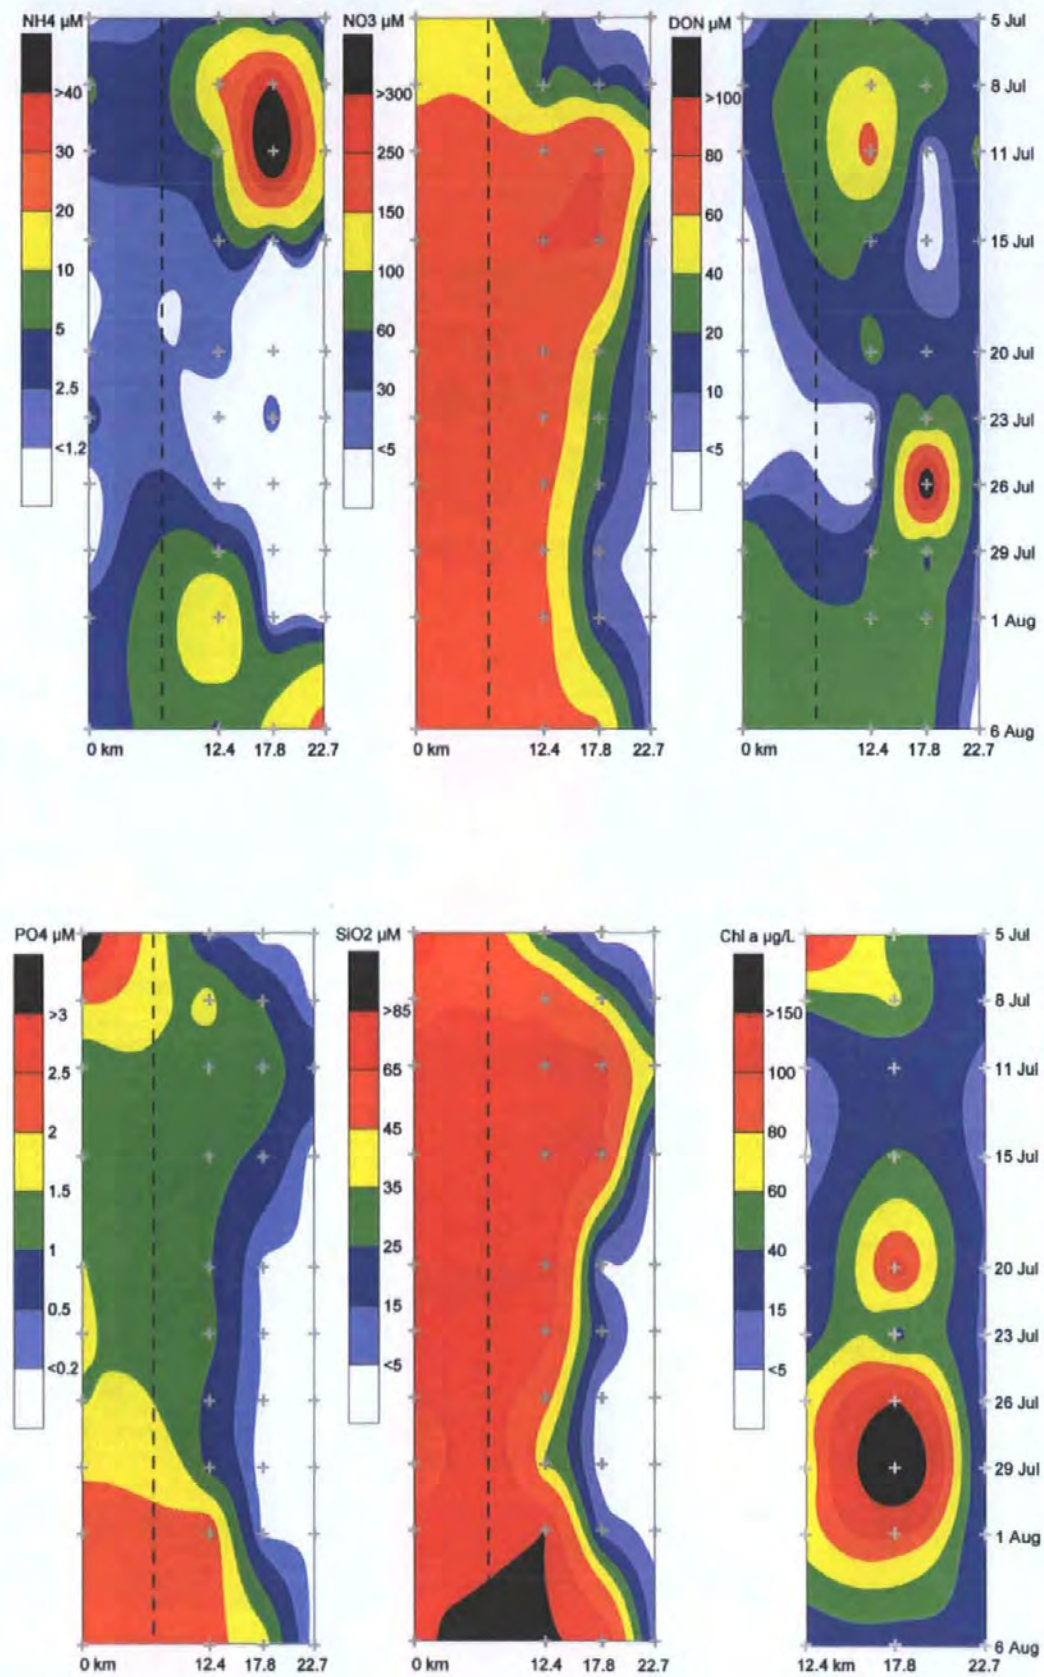 NH4 µM
>40
30
20
10
5
2.5
<1.2
0 km 12.4 17.8 22.7
NO3 µM
>300
250
150
100
60
30
<5
0 km 12.4 17.8 22.7
DON µM
>100
80
60
40
20
10
<5
0 km 12.4 17.8 22.7
5 Jul
8 Jul
11 Jul
15 Jul
20 Jul
23 Jul
26 Jul
29 Jul
1 Aug
6 Aug
PO4 µM
>3
2.5
2
1.5
1
0.5
<0.2
0 km 12.4 17.8 22.7
SiO2 µM
>85
65
45
35
25
15
<5
0 km 12.4 17.8 22.7
Chl a µg/L
>150
100
80
60
40
15
<5
12.4 km 17.8 22.7
5 Jul
8 Jul
11 Jul
15 Jul
20 Jul
23 Jul
26 Jul
29 Jul
1 Aug
6 Aug